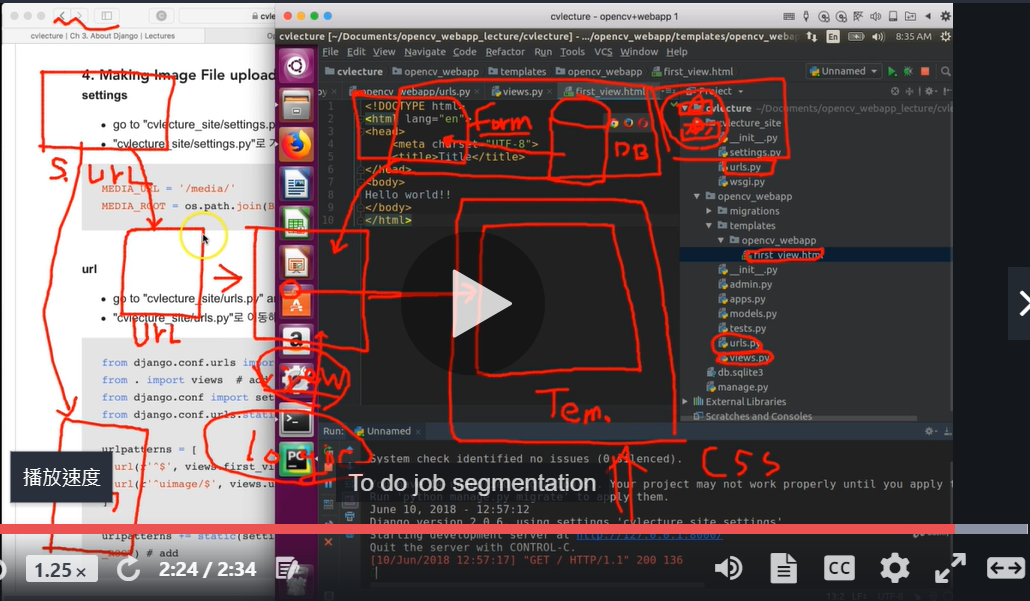 cvlecture - opencv+webapp 1
cvlecture | Ch 3. About Django | Lectures
cvlecture [~/Documents/opencv_webapp_lecture/cvlecture] - .../opencv_webapp/templates/opencv_webap
En
8:35 AM
File Edit View Navigate Code Refactor Run Tools VCS Window Help
cvlecture opencv_webapp templates opencv_webapp first_view.html
Unnamed
opencv_webapp/urls.py × views.py × first_view.html
Project
4. Making Image File upload
settings
go to "cvlecture_site/settings.p
"cvlecture_site/settings.py"로
MEDIA_URL = '/media/'
MEDIA_ROOT = os.path.join(B
url
go to "cvlecture_site/urls.py" an
"cvlecture_site/urls.py"로 이동해
from django.conf.urls impor
from . import views # add
from django.conf import set
from django.conf.urls.stati
urlpatterns = [
url(r'^$', views.first_vi
url(r'^uimage/$', views.u
urlpatterns += static(setti
_ROOT) # add
1 <!DOCTYPE html>
2 <html lang="en">
3 <head>
4 <meta charset="UTF-8">
5 <title>Title</title>
6 </head>
7 <body>
8 Hello world!!
9 </body>
10 </html>
cvlecture ~/Documents/opencv_webapp_lecture/cvle
cvlecture_site
__init__.py
settings.py
urls.py
wsgi.py
opencv_webapp
migrations
templates
opencv_webapp
first_view.html
__init__.py
admin.py
apps.py
models.py
tests.py
urls.py
views.py
db.sqlite3
manage.py
External Libraries
Scratches and Consoles
S. URL
URL
View
Logic
Form
DB
Tem.
CSS
Run: Unnamed
System check identified no issues (0 silenced).
Your project may not work properly until you apply t
Run 'python manage.py migrate' to apply them.
June 10, 2018 - 12:57:12
Django version 2.0.6, using settings 'cvlecture_site.settings'
Starting development server at http://127.0.0.1:8000/
Quit the server with CONTROL-C.
[10/Jun/2018 12:57:17] "GET / HTTP/1.1" 200 136
To do job segmentation
播放速度
1.25 ×
2:24 / 2:34
CC